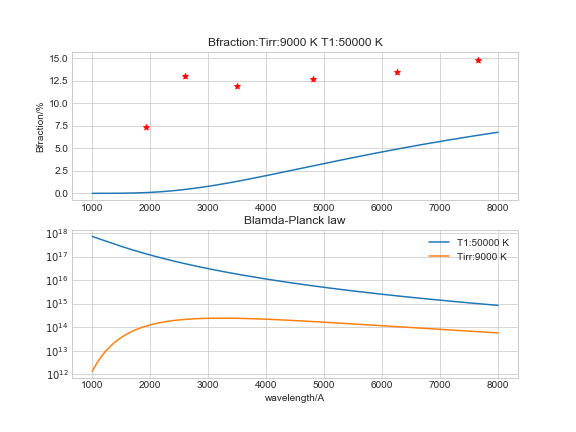 Bfraction:Tirr:9000 K T1:50000 K
15.0
12.5
10.0
7.5
5.0
2.5
0.0
Bfraction/%
1000 2000 3000 4000 5000 6000 7000 8000
Blamda-Planck law
10^18
10^17
10^16
10^15
10^14
10^13
10^12
T1:50000 K
Tirr:9000 K
1000 2000 3000 4000 5000 6000 7000 8000
wavelength/A